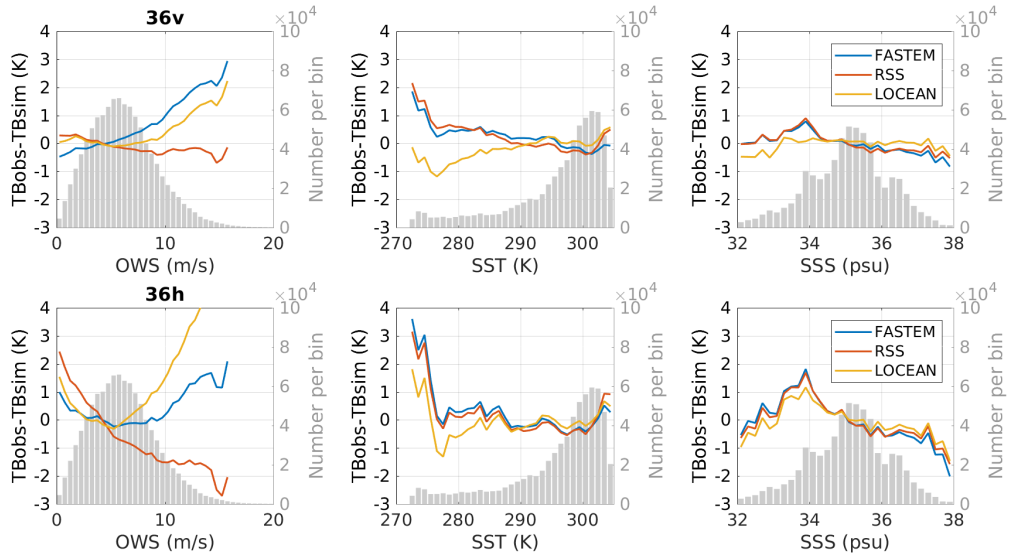 36v
×10⁴
×10⁴
×10⁴
4 10 4 10 4 10
3 8 3 8 3 FASTEM 8
2 6 2 6 2 RSS 6
1 1 1 LOCEAN
0 4 0 4 0 4
-1 2 -1 2 -1 2
-2 -2 -2
-3 0 -3 0 -3 0
TBobs-TBsim (K) Number per bin TBobs-TBsim (K) Number per bin TBobs-TBsim (K) Number per bin
0 10 20 270 280 290 300 32 34 36 38
OWS (m/s) SST (K) SSS (psu)
36h
×10⁴
×10⁴
×10⁴
4 10 4 10 4 10
3 8 3 8 3 FASTEM 8
2 6 2 6 2 RSS 6
1 1 1 LOCEAN
0 4 0 4 0 4
-1 2 -1 2 -1 2
-2 -2 -2
-3 0 -3 0 -3 0
TBobs-TBsim (K) Number per bin TBobs-TBsim (K) Number per bin TBobs-TBsim (K) Number per bin
0 10 20 270 280 290 300 32 34 36 38
OWS (m/s) SST (K) SSS (psu)